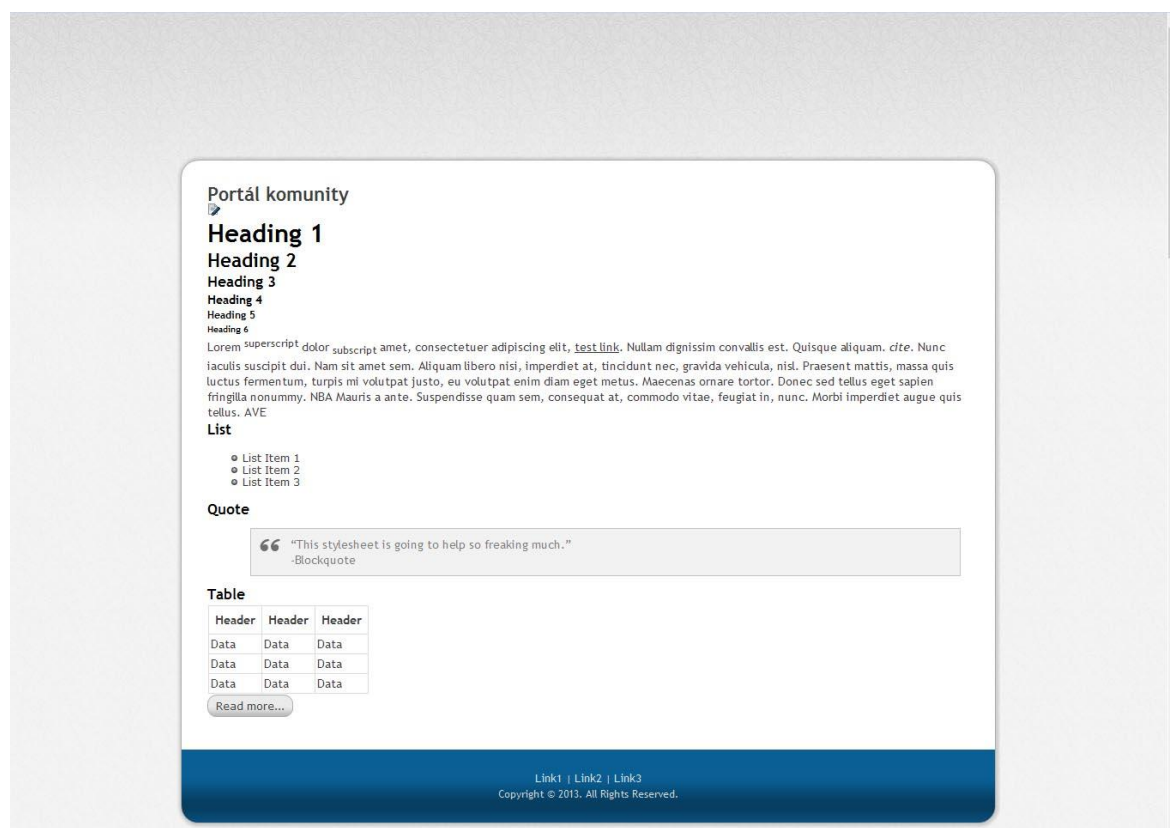 Portál komunity
Heading 1
Heading 2
Heading 3
Heading 4
Heading 5
Heading 6
Lorem superscript dolor subscript amet, consectetuer adipiscing elit, test link. Nullam dignissim convallis est. Quisque aliquam. cite. Nunc
iaculis suscipit dui. Nam sit amet sem. Aliquam libero nisi, imperdiet at, tincidunt nec, gravida vehicula, nisl. Praesent mattis, massa quis
luctus fermentum, turpis mi volutpat justo, eu volutpat enim diam eget metus. Maecenas ornare tortor. Donec sed tellus eget sapien
fringilla nonummy. NBA Mauris a ante. Suspendisse quam sem, consequat at, commodo vitae, feugiat in, nunc. Morbi imperdiet augue quis
tellus. AVE
List
List Item 1
List Item 2
List Item 3
Quote
“This stylesheet is going to help so freaking much.”
-Blockquote
Table
Header Header Header
Data Data Data
Data Data Data
Data Data Data
Read more...
Link1 | Link2 | Link3
Copyright © 2013. All Rights Reserved.